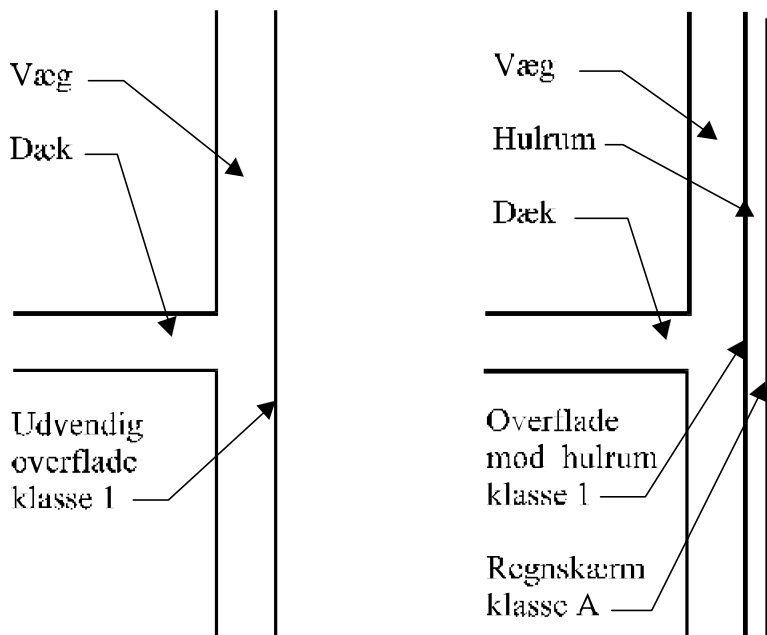 Væg
Dæk
Udvendig
overflade
klasse 1
Væg
Hulrum
Dæk
Overflade
mod hulrum
klasse 1
Regnskærm
klasse A